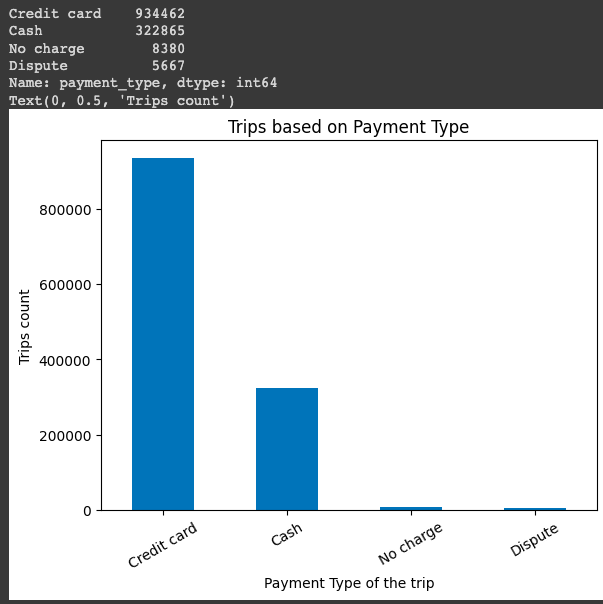 Credit card    934462
Cash           322865
No charge        8380
Dispute          5667
Name: payment_type, dtype: int64
Text(0, 0.5, 'Trips count')
Trips based on Payment Type
Trips count
800000
600000
400000
200000
0
Credit card
Cash
No charge
Dispute
Payment Type of the trip